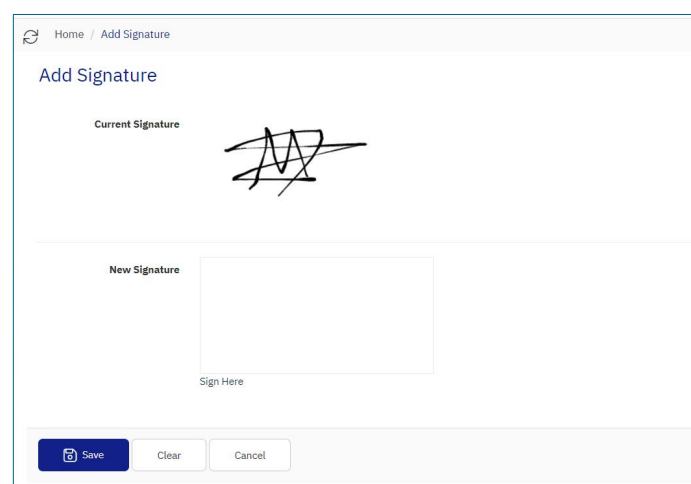 Home / Add Signature
Add Signature
Current Signature
New Signature
Sign Here
Save Clear Cancel